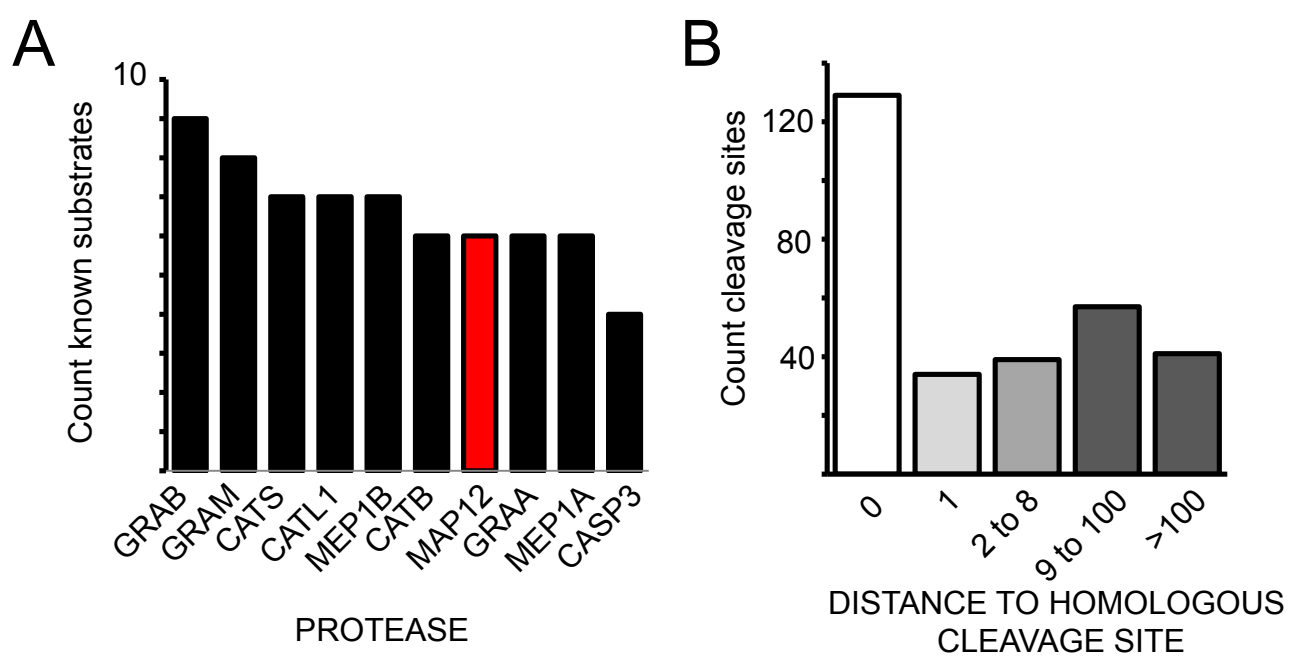 A
10
Count known substrates
GRAB
GRAM
CATS
CATL1
MEP1B
CATB
MAP12
GRAA
MEP1A
CASP3
PROTEASE
B
Count cleavage sites
120
80
40
0
1
2 to 8
9 to 100
>100
DISTANCE TO HOMOLOGOUS
CLEAVAGE SITE